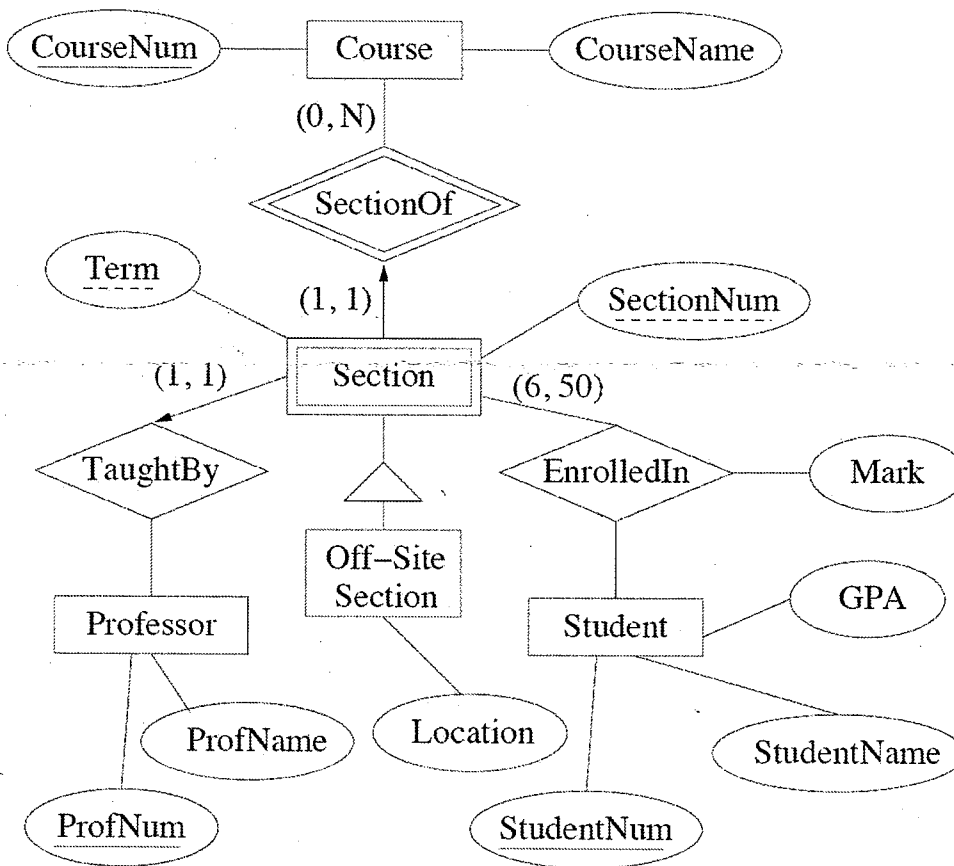 CourseNum
Course
CourseName
(0, N)
SectionOf
Term
(1, 1)
SectionNum
(1, 1)
Section
(6, 50)
TaughtBy
EnrolledIn
Mark
Off–Site
Section
GPA
Professor
Student
ProfName
Location
StudentName
ProfNum
StudentNum